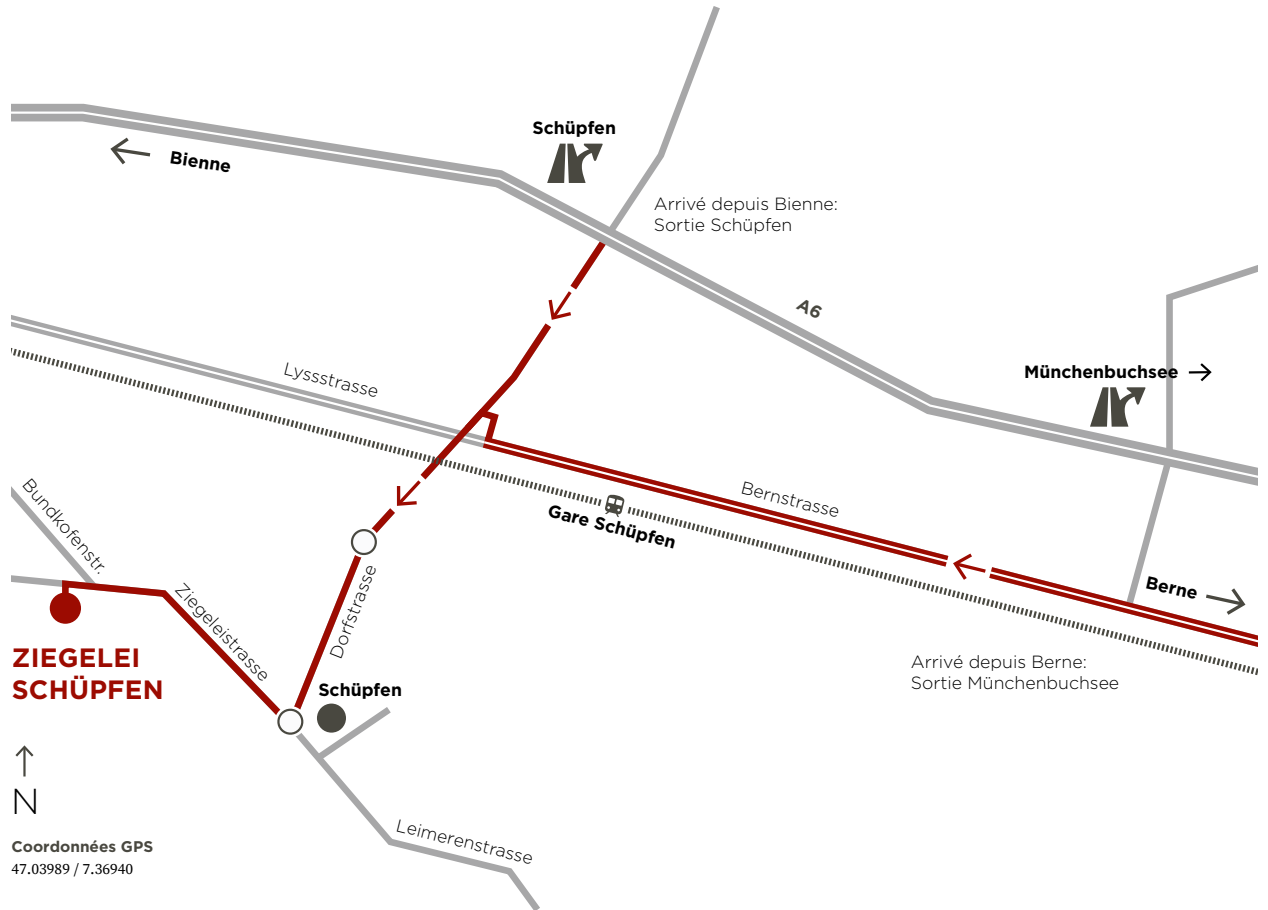 Schüpfen
Bienne
Arrivé depuis Bienne:
Sortie Schüpfen
A6
Lyssstrasse
Münchenbuchsee
Bernstrasse
Gare Schüpfen
Bundkofenstr.
Ziegeleistrasse
Dorfstrasse
Berne
ZIEGELEI
SCHÜPFEN
Schüpfen
Arrivé depuis Berne:
Sortie Münchenbuchsee
N
Leimerenstrasse
Coordonnées GPS
47.03989 / 7.36940